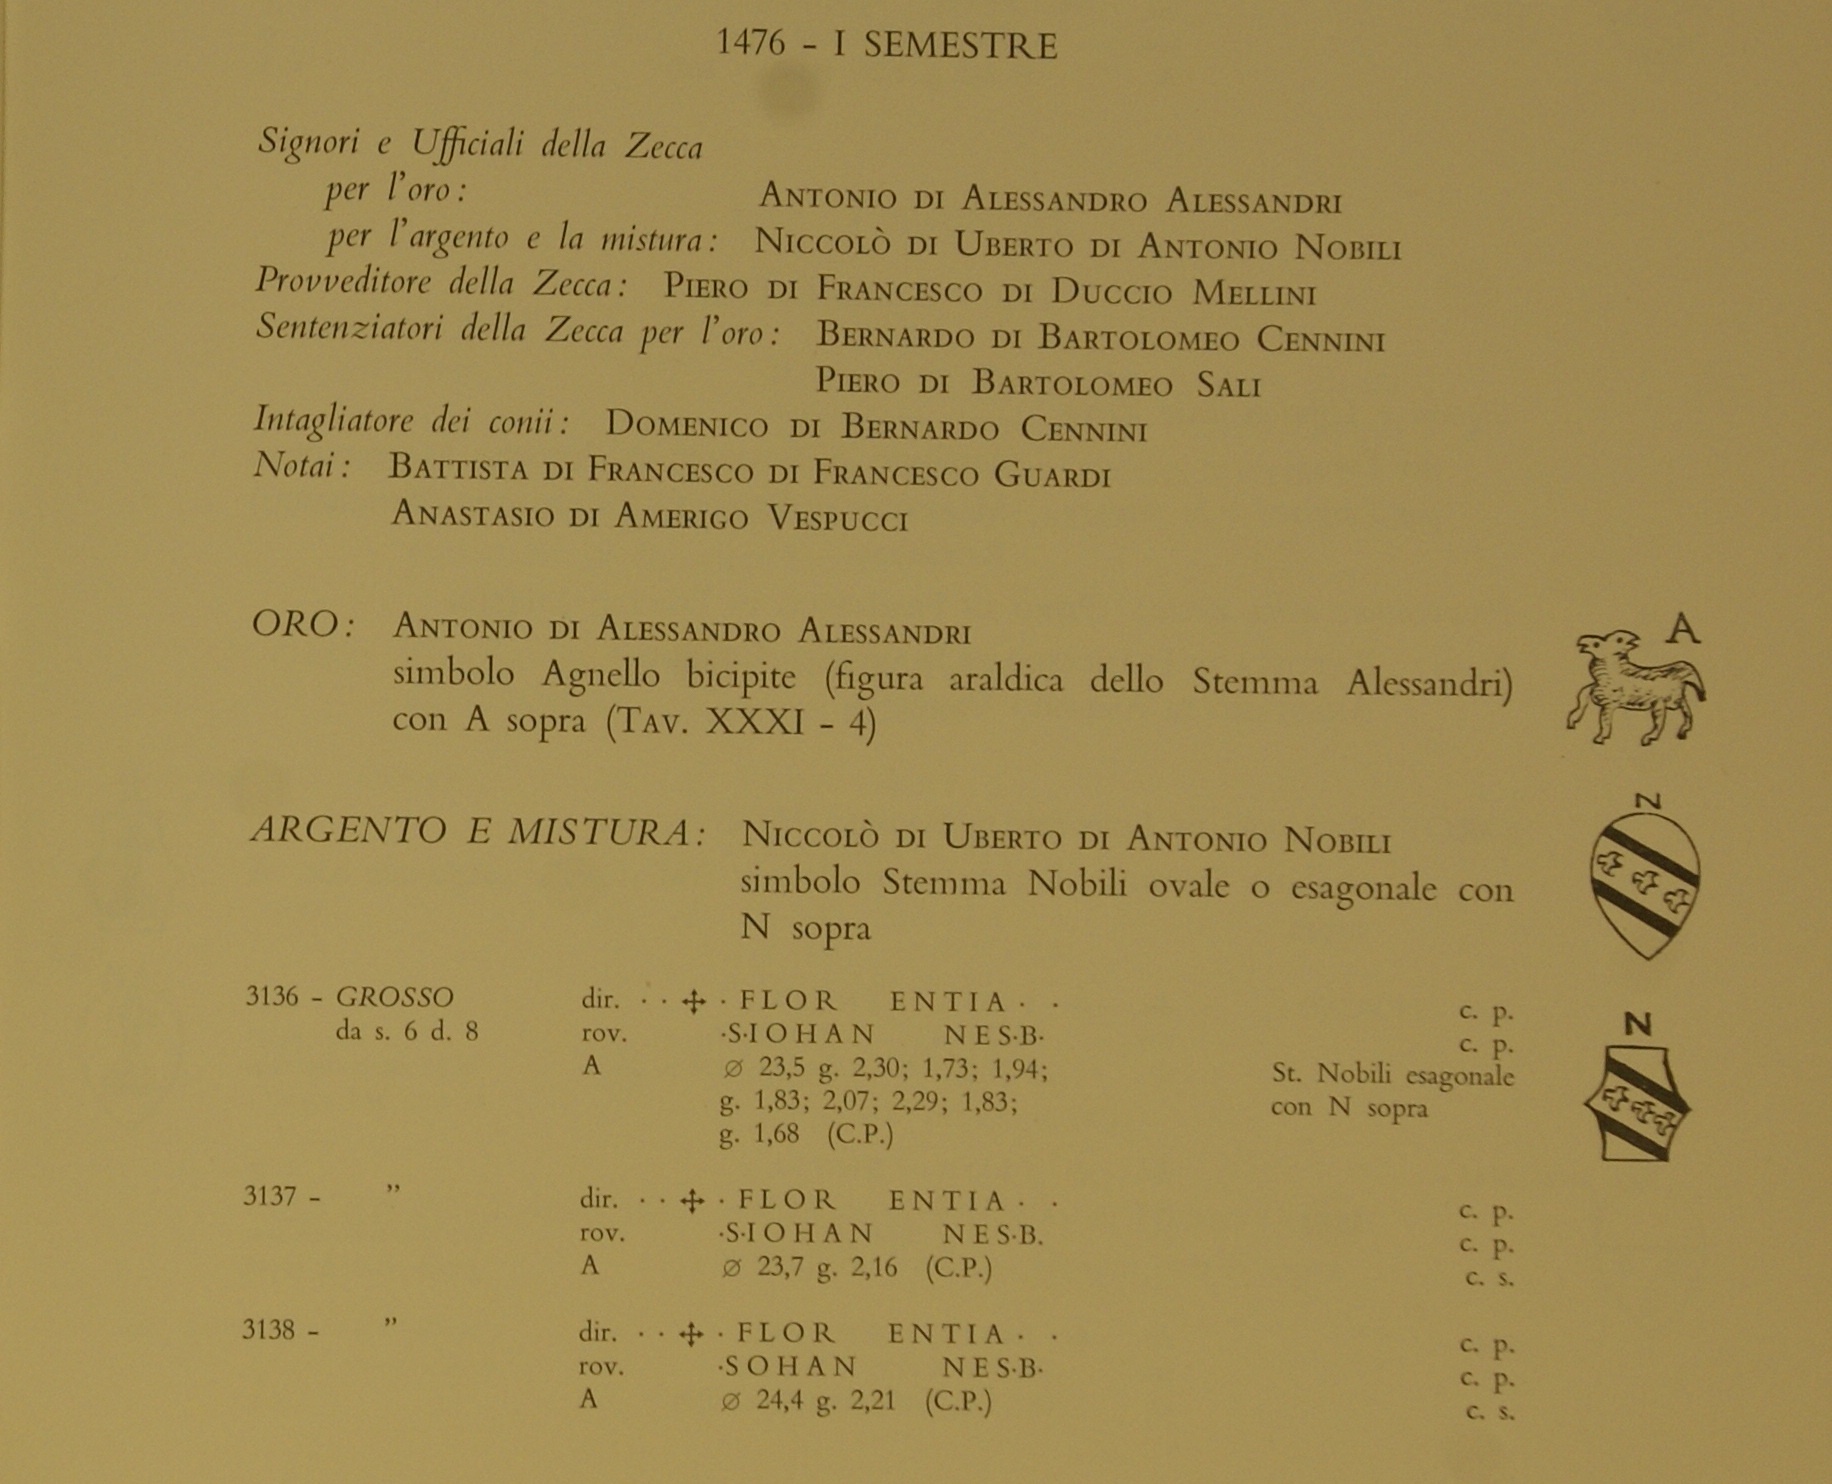 1476 – I SEMESTRE
Signori e Ufficiali della Zecca
per l'oro: ANTONIO DI ALESSANDRO ALESSANDRI
per l'argento e la mistura: NICCOLÒ DI UBERTO DI ANTONIO NOBILI
Provveditore della Zecca: PIERO DI FRANCESCO DI DUCCIO MELLINI
Sentenziatori della Zecca per l'oro: BERNARDO DI BARTOLOMEO CENNINI
PIERO DI BARTOLOMEO SALI
Intagliatore dei conii: DOMENICO DI BERNARDO CENNINI
Notai: BATTISTA DI FRANCESCO DI FRANCESCO GUARDI
ANASTASIO DI AMERIGO VESPUCCI
ORO: ANTONIO DI ALESSANDRO ALESSANDRI
simbolo Agnello bicipite (figura araldica dello Stemma Alessandri)
con A sopra (TAV. XXXI – 4)
A
ARGENTO E MISTURA: NICCOLÒ DI UBERTO DI ANTONIO NOBILI
simbolo Stemma Nobili ovale o esagonale con
N sopra
N
3136 – GROSSO dir. · · ✢ · FLOR ENTIA · · c. p.
da s. 6 d. 8 rov. ·S·IOHAN NES·B· c. p.
A ∅ 23,5 g. 2,30; 1,73; 1,94; St. Nobili esagonale
g. 1,83; 2,07; 2,29; 1,83; con N sopra
g. 1,68 (C.P.)
N
3137 – ” dir. · · ✢ · FLOR ENTIA · · c. p.
rov. ·S·IOHAN NES·B. c. p.
A ∅ 23,7 g. 2,16 (C.P.) c. s.
3138 – ” dir. · · ✢ · FLOR ENTIA · · c. p.
rov. ·SOHAN NES·B· c. p.
A ∅ 24,4 g. 2,21 (C.P.) c. s.